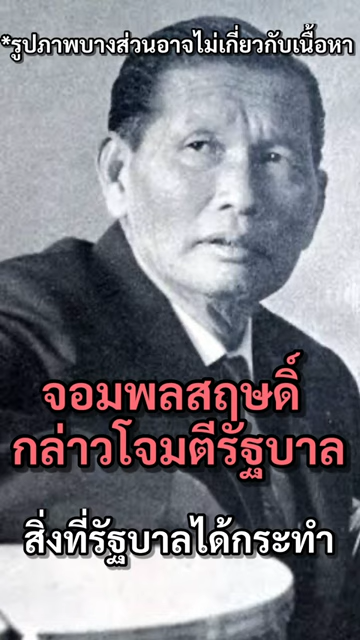 *รูปภาพบางส่วนอาจไม่เกี่ยวกับเนื้อหา
จอมพลสฤษดิ์
กล่าวโจมตีรัฐบาล
สิ่งที่รัฐบาลได้กระทำ